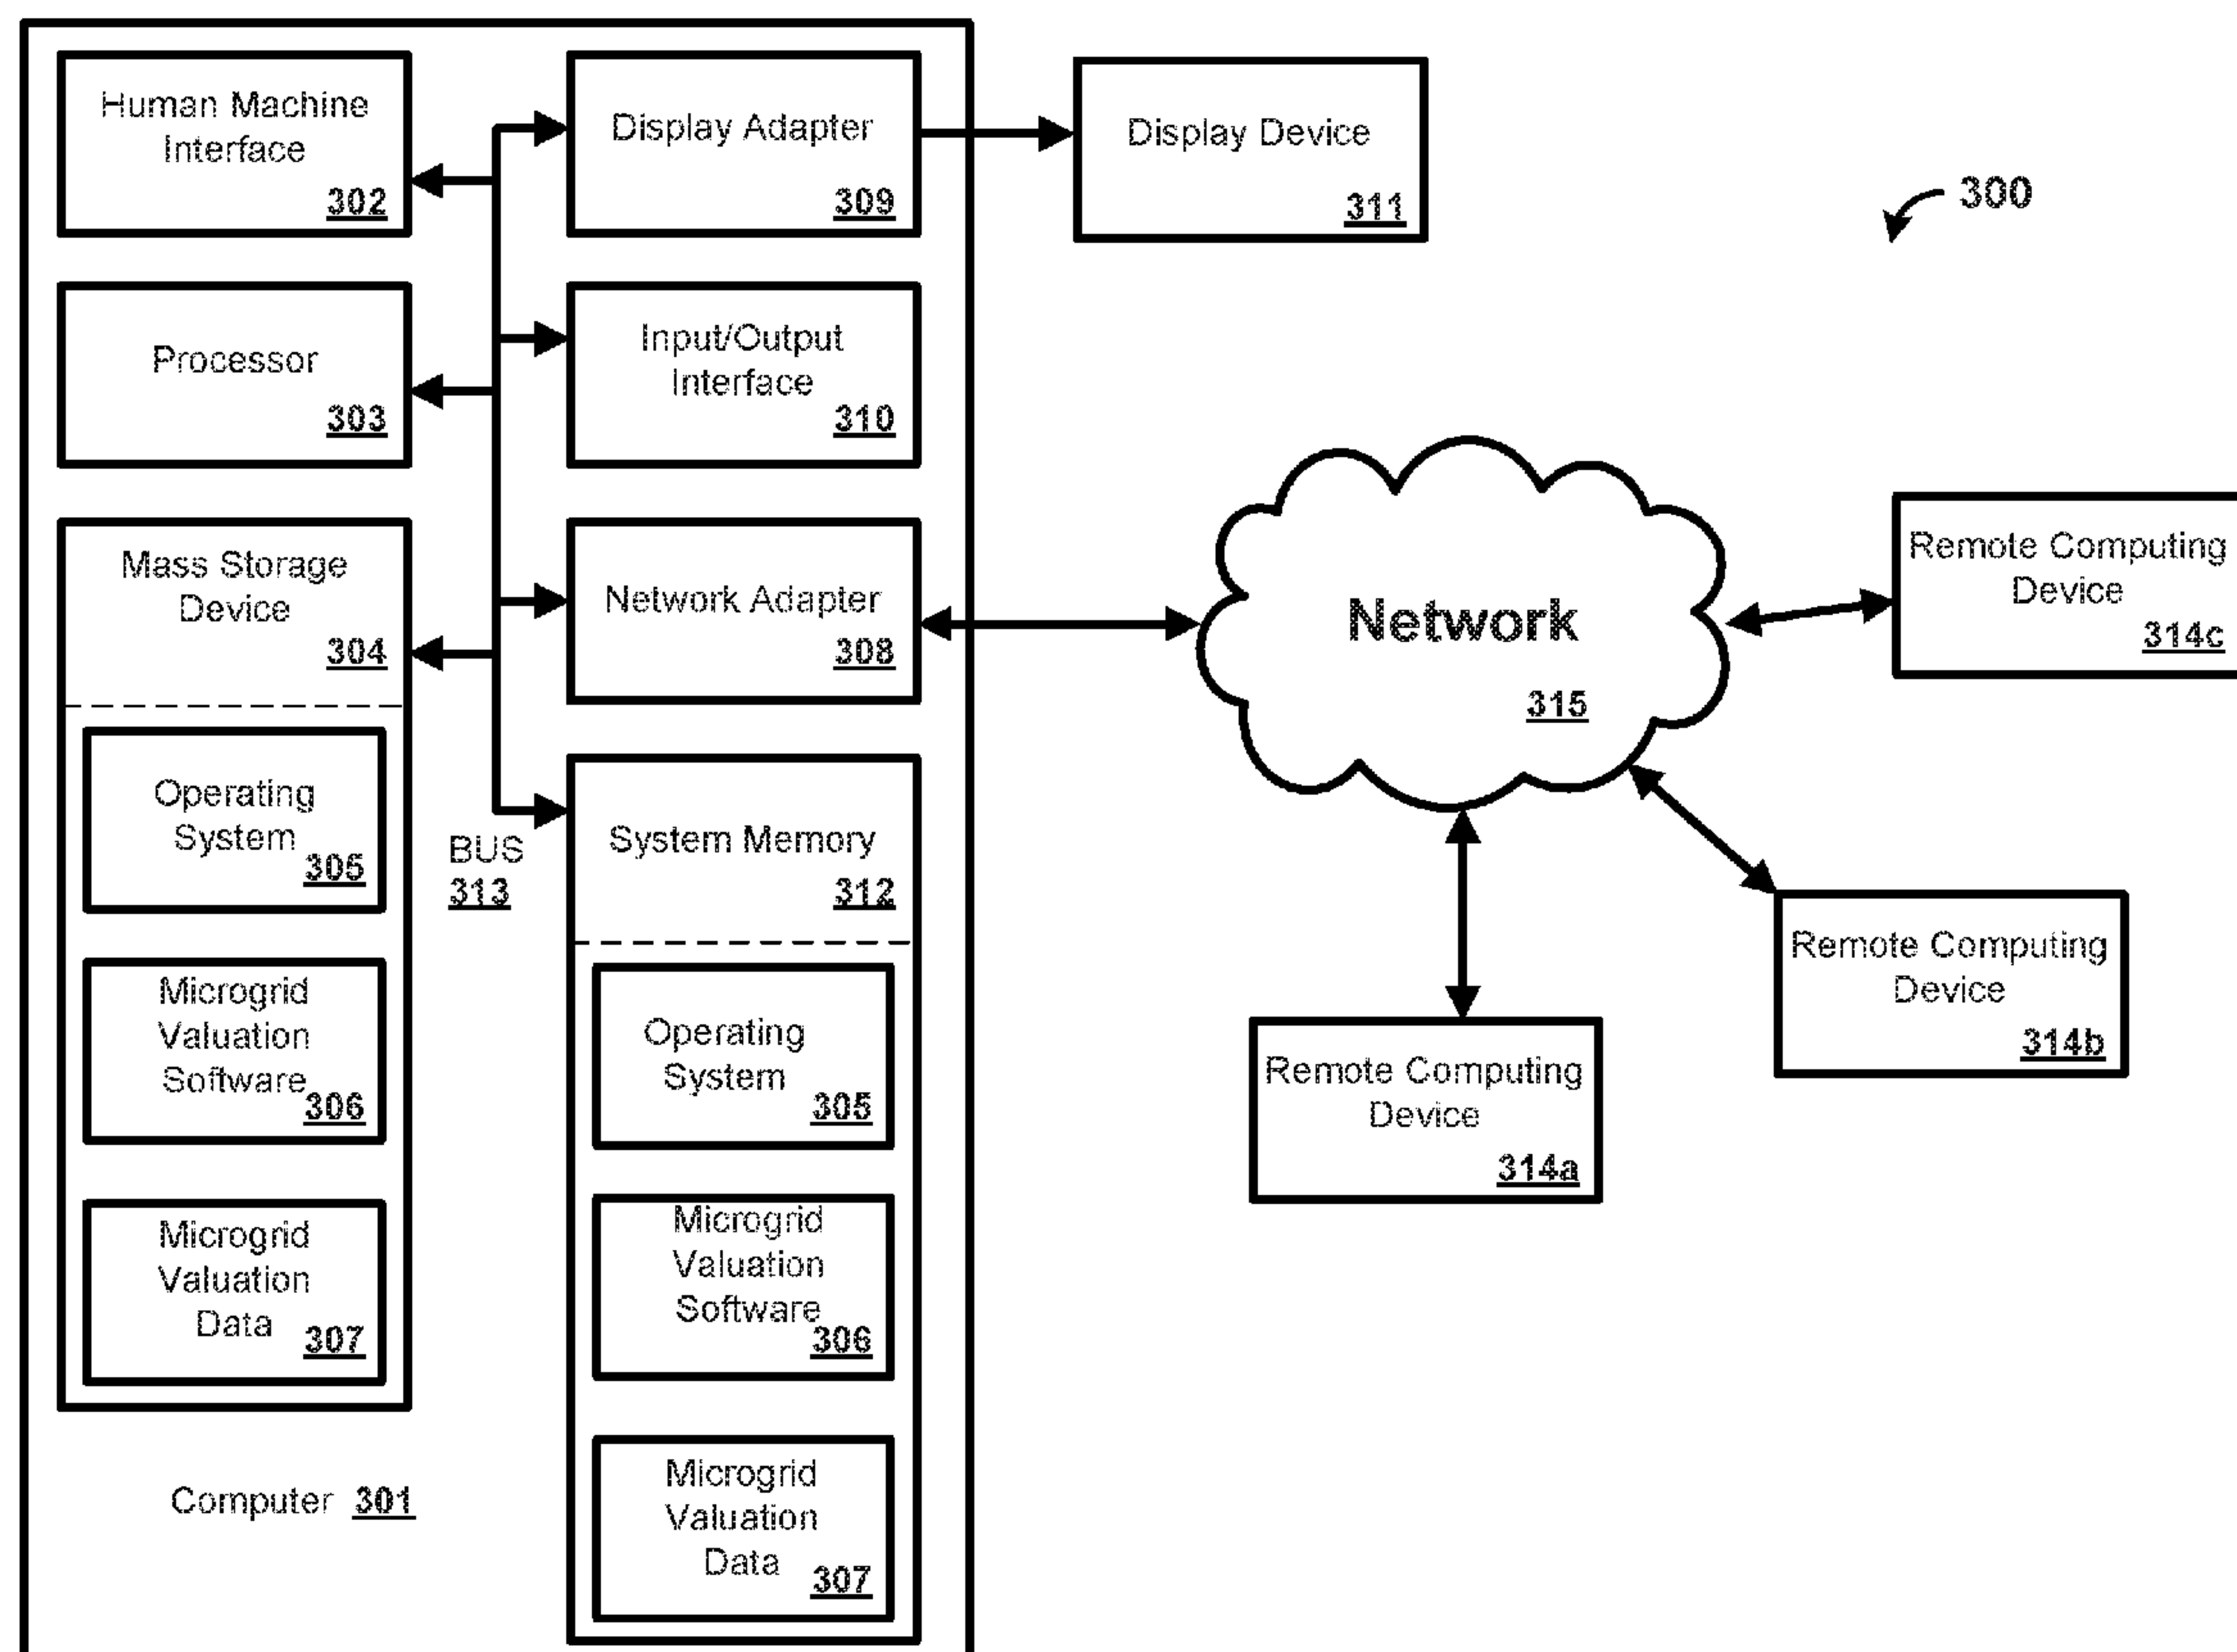 Human Machine
Interface
302
Processor
303
Mass Storage
Device
304
Operating
System
305
Microgrid
Valuation
Software
306
Microgrid
Valuation
Data
307
Computer 301
BUS
313
Display Adapter
309
Input/Output
Interface
310
Network Adapter
308
System Memory
312
Operating
System
305
Microgrid
Valuation
Software
306
Microgrid
Valuation
Data
307
Display Device
311
300
Network
315
Remote Computing
Device
314c
Remote Computing
Device
314b
Remote Computing
Device
314a